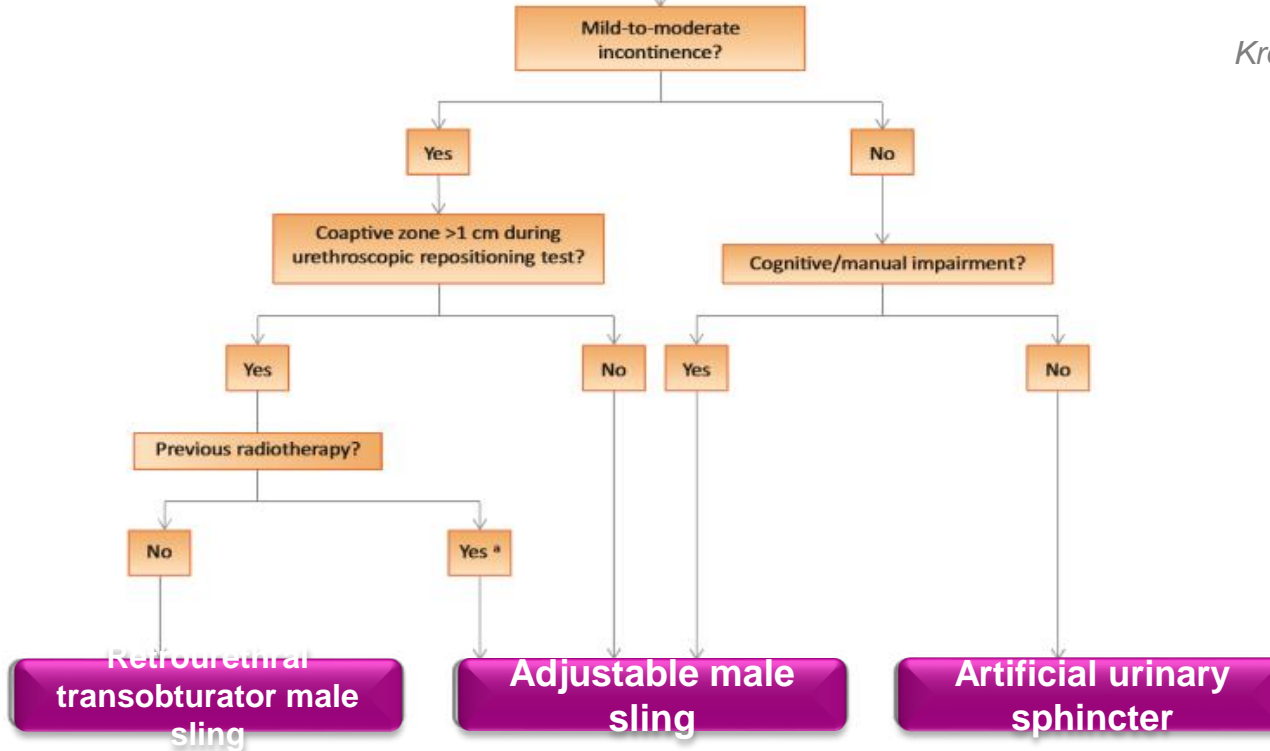 Mild-to-moderate
incontinence?
Yes
No
Coaptive zone >1 cm during
urethroscopic repositioning test?
Cognitive/manual impairment?
Yes
No
Yes
No
Previous radiotherapy?
No
Yes ª
Retrourethral
transobturator male
sling
Adjustable male
sling
Artificial urinary
sphincter